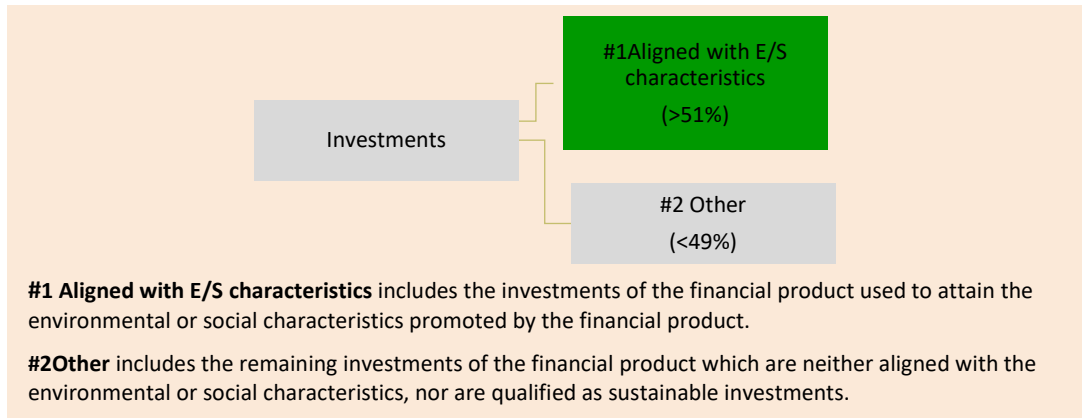 #1Aligned with E/S
characteristics
(>51%)
Investments
#2 Other
(<49%)
#1 Aligned with E/S characteristics includes the investments of the financial product used to attain the
environmental or social characteristics promoted by the financial product.
#2Other includes the remaining investments of the financial product which are neither aligned with the
environmental or social characteristics, nor are qualified as sustainable investments.